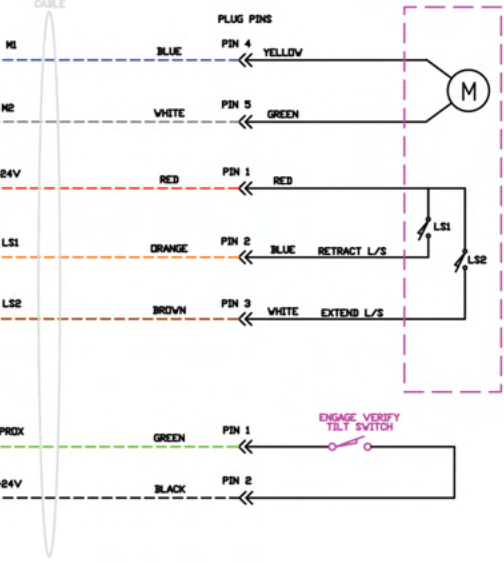 CABLE
PLUG PINS
M1 BLUE PIN 4 YELLOW
M
M2 WHITE PIN 5 GREEN
24V RED PIN 1 RED
LS1
LS1 ORANGE PIN 2 BLUE RETRACT L/S
LS2
LS2 BROWN PIN 3 WHITE EXTEND L/S
ENGAGE VERIFY
TILT SWITCH
PROX GREEN PIN 1
24V BLACK PIN 2